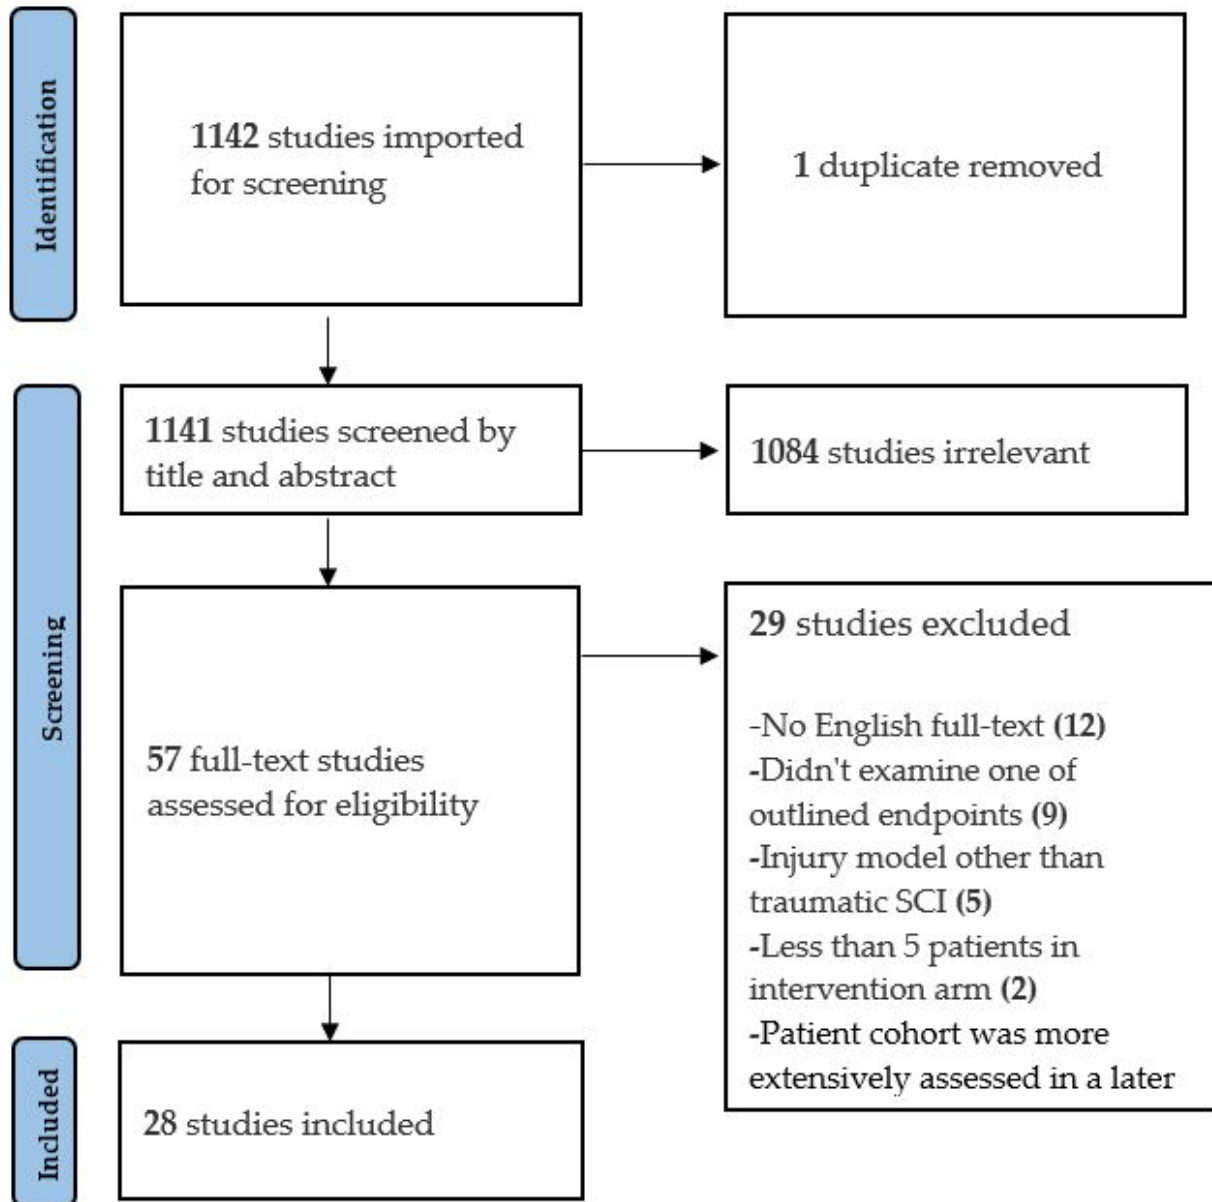 Identification
1142 studies imported
for screening
1 duplicate removed
Screening
1141 studies screened by
title and abstract
1084 studies irrelevant
57 full-text studies
assessed for eligibility
29 studies excluded
-No English full-text (12)
-Didn't examine one of
outlined endpoints (9)
-Injury model other than
traumatic SCI (5)
-Less than 5 patients in
intervention arm (2)
-Patient cohort was more
extensively assessed in a later
Included
28 studies included